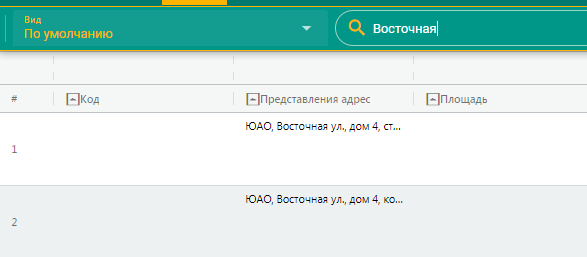 Вид
По умолчанию
Восточная
# Код Представления адрес Площадь
ЮАО, Восточная ул., дом 4, ст...
1
ЮАО, Восточная ул., дом 4, ко...
2